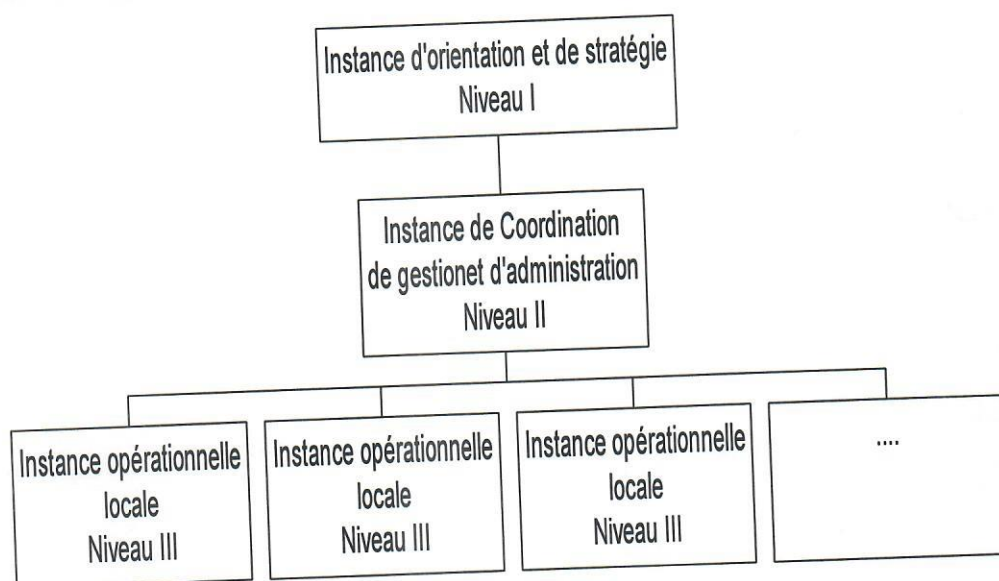 Instance d'orientation et de stratégie
Niveau I
Instance de Coordination
de gestionet d'administration
Niveau II
Instance opérationnelle
locale
Niveau III
Instance opérationnelle
locale
Niveau III
Instance opérationnelle
locale
Niveau III
....